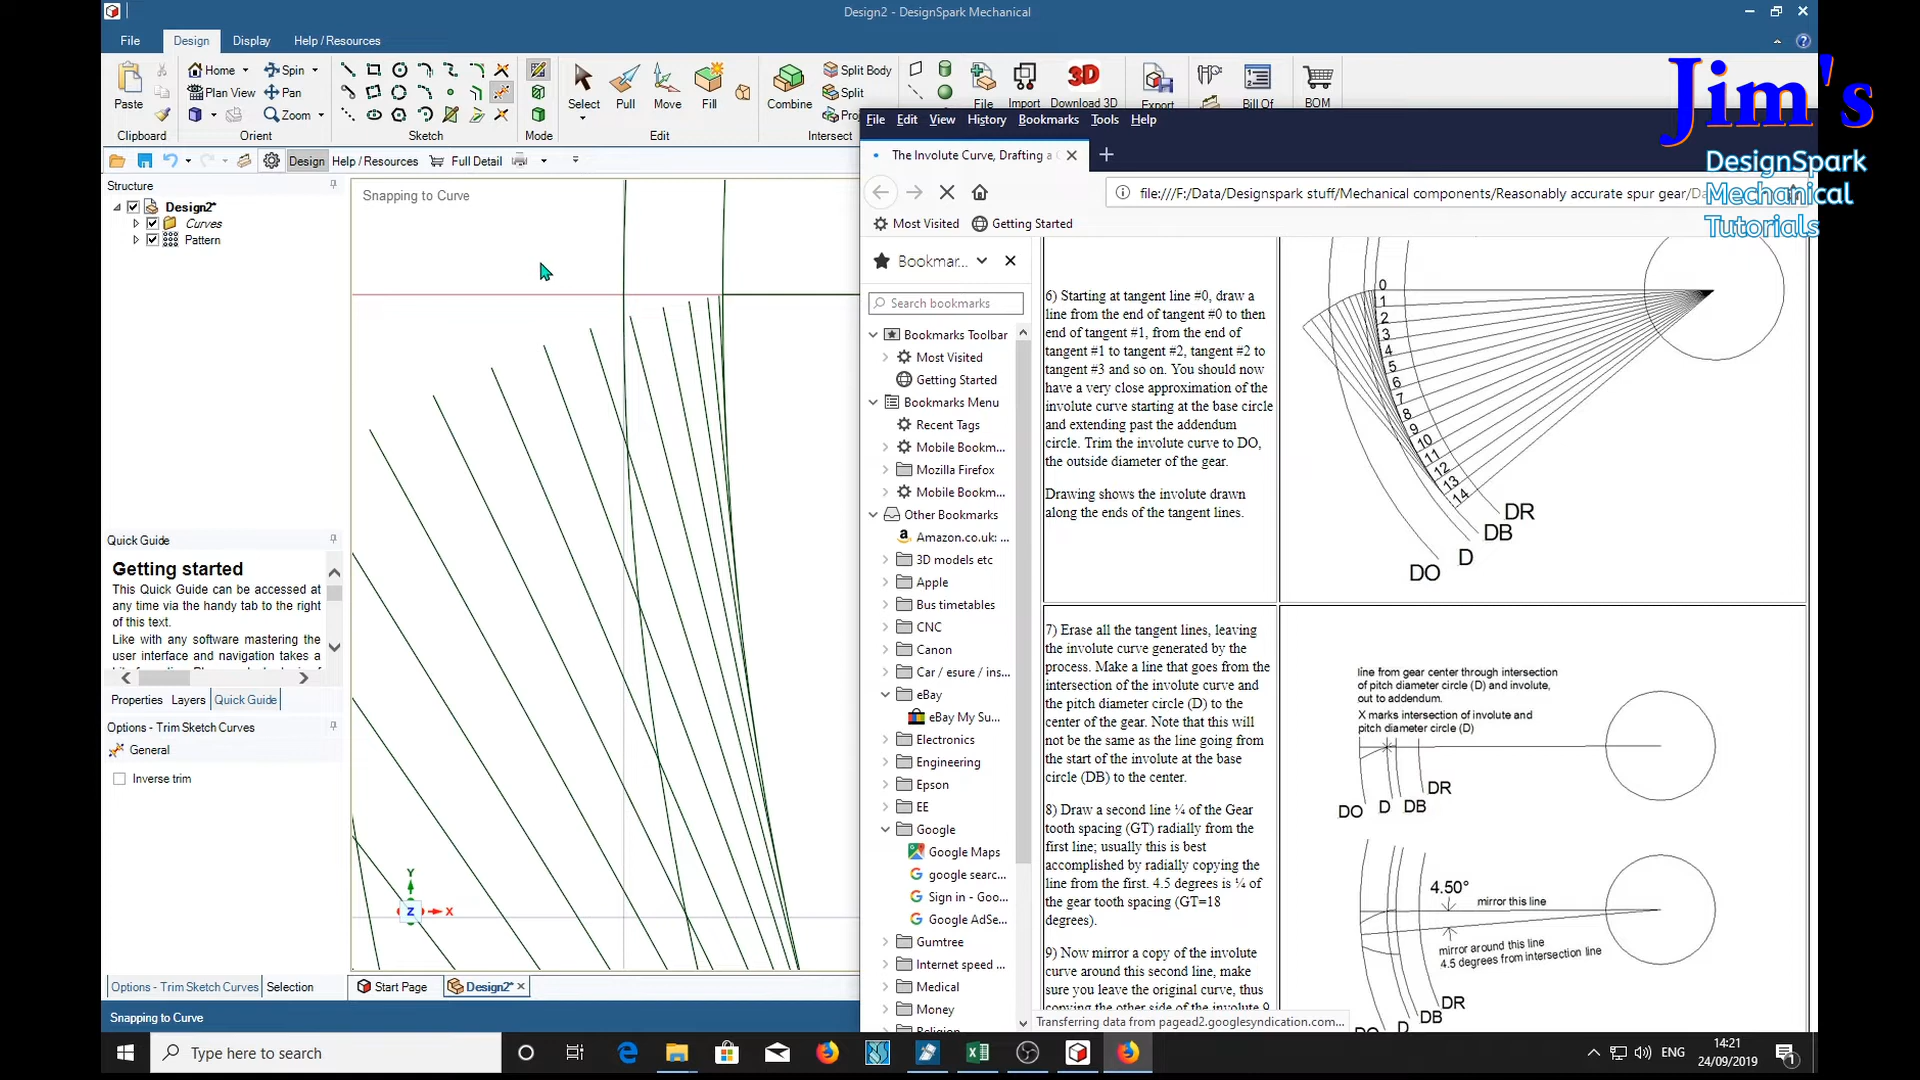 Design2 - DesignSpark Mechanical
File
Design
Display
Help / Resources
Paste
Clipboard
Home
Spin
Plan View
Pan
Zoom
Orient
Sketch
Mode
Select
Pull
Move
Fill
Edit
Combine
Split Body
Split
Intersect
File
Import
3D
Download 3D
Export
Bill Of
BOM
Jim's
DesignSpark
Mechanical
Tutorials
Design
Help / Resources
Full Detail
Structure
Design2*
Curves
Pattern
Snapping to Curve
Quick Guide
Getting started
This Quick Guide can be accessed at
any time via the handy tab to the right
of this text.
Like with any software mastering the
user interface and navigation takes a
Properties
Layers
Quick Guide
Options - Trim Sketch Curves
General
Inverse trim
Y
Z
X
Options - Trim Sketch Curves
Selection
Start Page
Design2*
Snapping to Curve
File
Edit
View
History
Bookmarks
Tools
Help
The Involute Curve, Drafting a
file:///F:/Data/Designspark stuff/Mechanical components/Reasonably accurate spur gear/Da
Most Visited
Getting Started
Bookmar...
Search bookmarks
Bookmarks Toolbar
Most Visited
Getting Started
Bookmarks Menu
Recent Tags
Mobile Bookm...
Mozilla Firefox
Mobile Bookm...
Other Bookmarks
Amazon.co.uk: ...
3D models etc
Apple
Bus timetables
CNC
Canon
Car / esure / ins...
eBay
eBay My Su...
Electronics
Engineering
Epson
EE
Google
Google Maps
google searc...
Sign in - Goo...
Google AdSe...
Gumtree
Internet speed ...
Medical
Money
Religion
6) Starting at tangent line #0, draw a
line from the end of tangent #0 to then
end of tangent #1, from the end of
tangent #1 to tangent #2, tangent #2 to
tangent #3 and so on. You should now
have a very close approximation of the
involute curve starting at the base circle
and extending past the addendum
circle. Trim the involute curve to DO,
the outside diameter of the gear.
Drawing shows the involute drawn
along the ends of the tangent lines.
0
1
2
3
4
5
6
7
8
9
10
11
12
13
14
DR
DB
D
DO
7) Erase all the tangent lines, leaving
the involute curve generated by the
process. Make a line that goes from the
intersection of the involute curve and
the pitch diameter circle (D) to the
center of the gear. Note that this will
not be the same as the line going from
the start of the involute at the base
circle (DB) to the center.
8) Draw a second line ¼ of the Gear
tooth spacing (GT) radially from the
first line; usually this is best
accomplished by radially copying the
line from the first. 4.5 degrees is ¼ of
the gear tooth spacing (GT=18
degrees).
9) Now mirror a copy of the involute
curve around this second line, make
sure you leave the original curve, thus
copying the other side of the involute 9
line from gear center through intersection
of pitch diameter circle (D) and involute,
out to addendum.
X marks intersection of involute and
pitch diameter circle (D)
DR
DO D DB
4.50°
mirror this line
mirror around this line
4.5 degrees from intersection line
DR
DB
D
DO
Transferring data from pagead2.googlesyndication.com...
Type here to search
ENG
14:21
24/09/2019
1